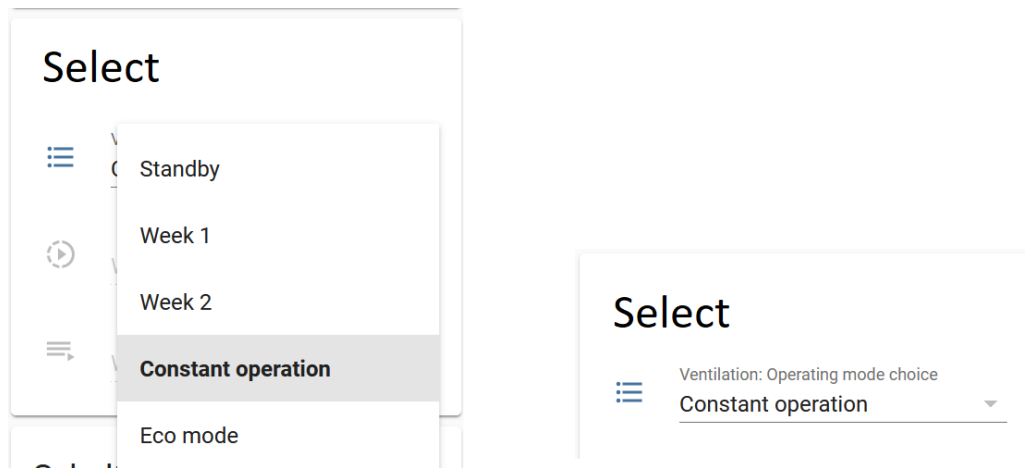 Select
Standby
Week 1
Week 2
Constant operation
Eco mode
Select
Ventilation: Operating mode choice
Constant operation